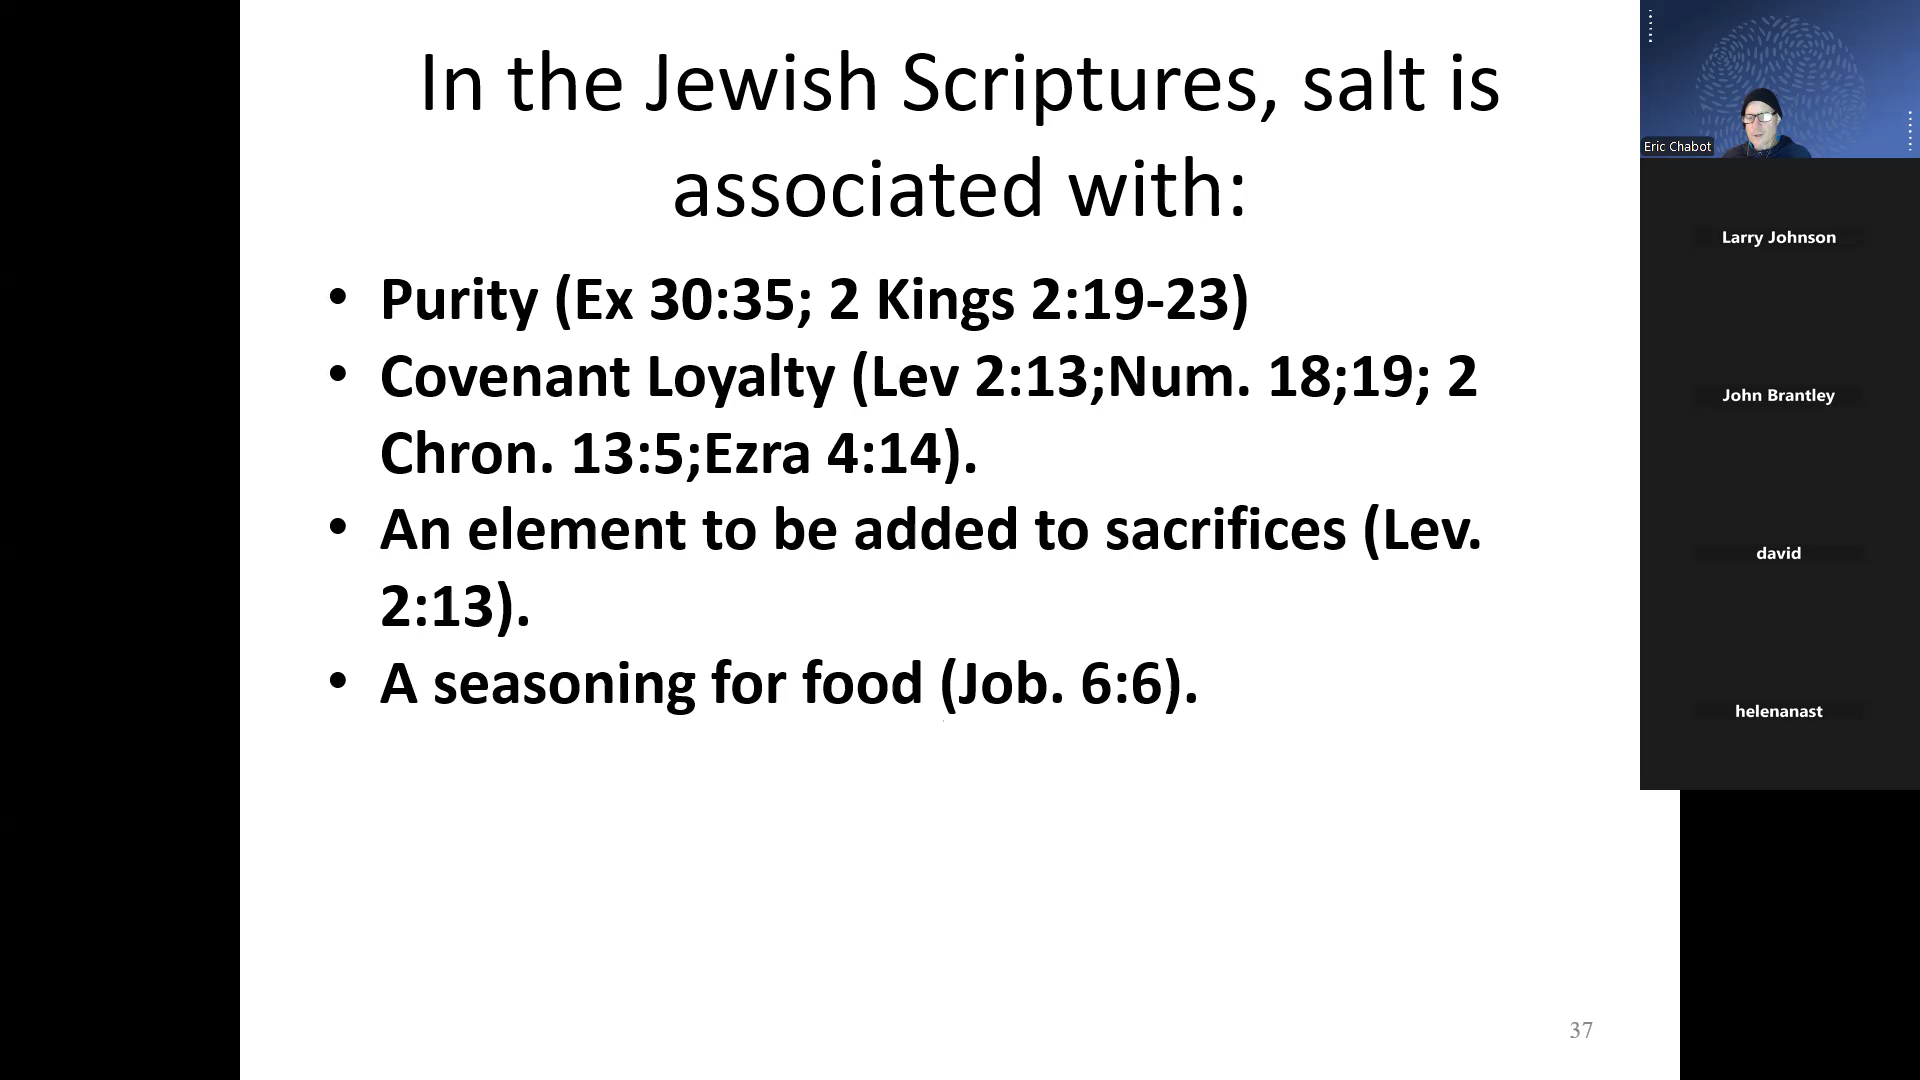 In the Jewish Scriptures, salt is
associated with:
• Purity (Ex 30:35; 2 Kings 2:19-23)
• Covenant Loyalty (Lev 2:13;Num. 18;19; 2
Chron. 13:5;Ezra 4:14).
• An element to be added to sacrifices (Lev.
2:13).
• A seasoning for food (Job. 6:6).
37
Eric Chabot
Larry Johnson
John Brantley
david
helenanast